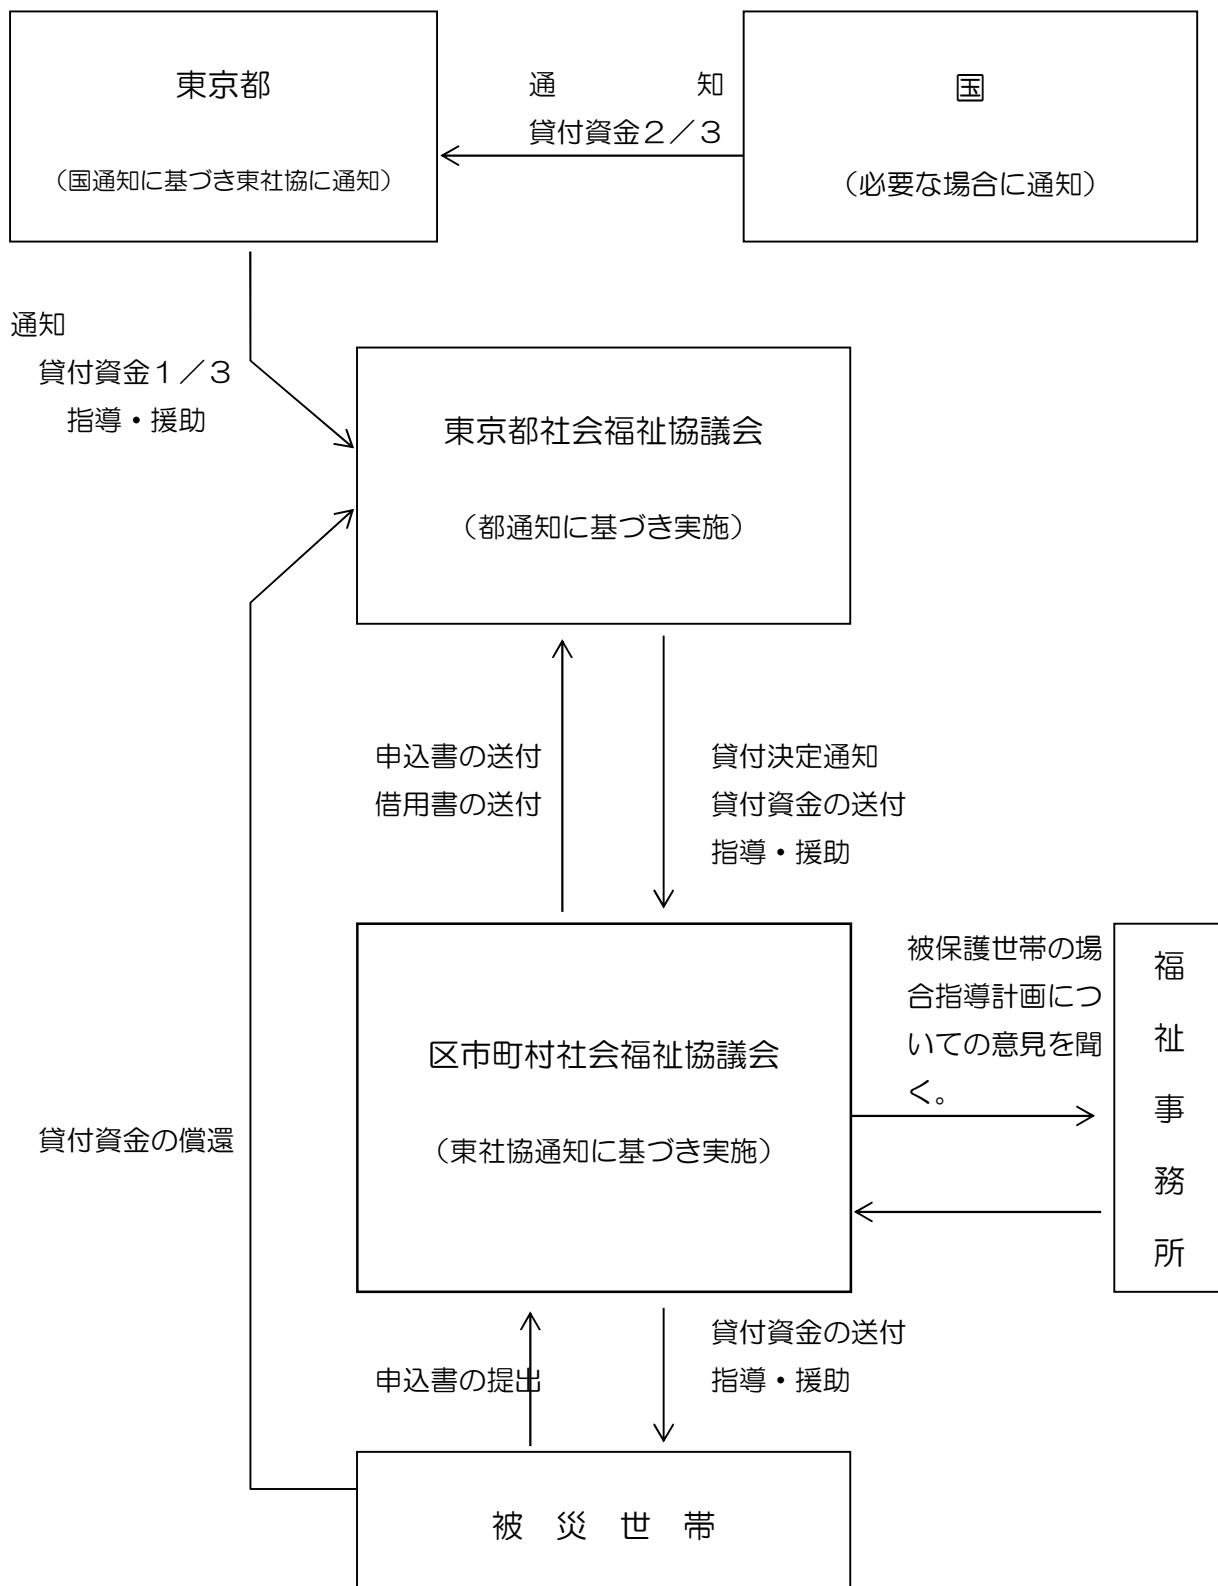 東京都
（国通知に基づき東社協に通知）
通　　　　　知
貸付資金２／３
国
（必要な場合に通知）
通知
貸付資金１／３
指導・援助
東京都社会福祉協議会
（都通知に基づき実施）
申込書の送付
借用書の送付
貸付決定通知
貸付資金の送付
指導・援助
区市町村社会福祉協議会
（東社協通知に基づき実施）
被保護世帯の場
合指導計画につ
いての意見を聞
く。
福
祉
事
務
所
貸付資金の償還
申込書の提出
貸付資金の送付
指導・援助
被　災　世　帯